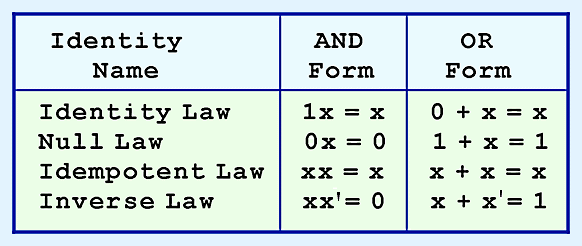 Identity Name AND Form OR Form
Identity Law 1x = x 0 + x = x
Null Law 0x = 0 1 + x = 1
Idempotent Law xx = x x + x = x
Inverse Law xx'= 0 x + x'= 1